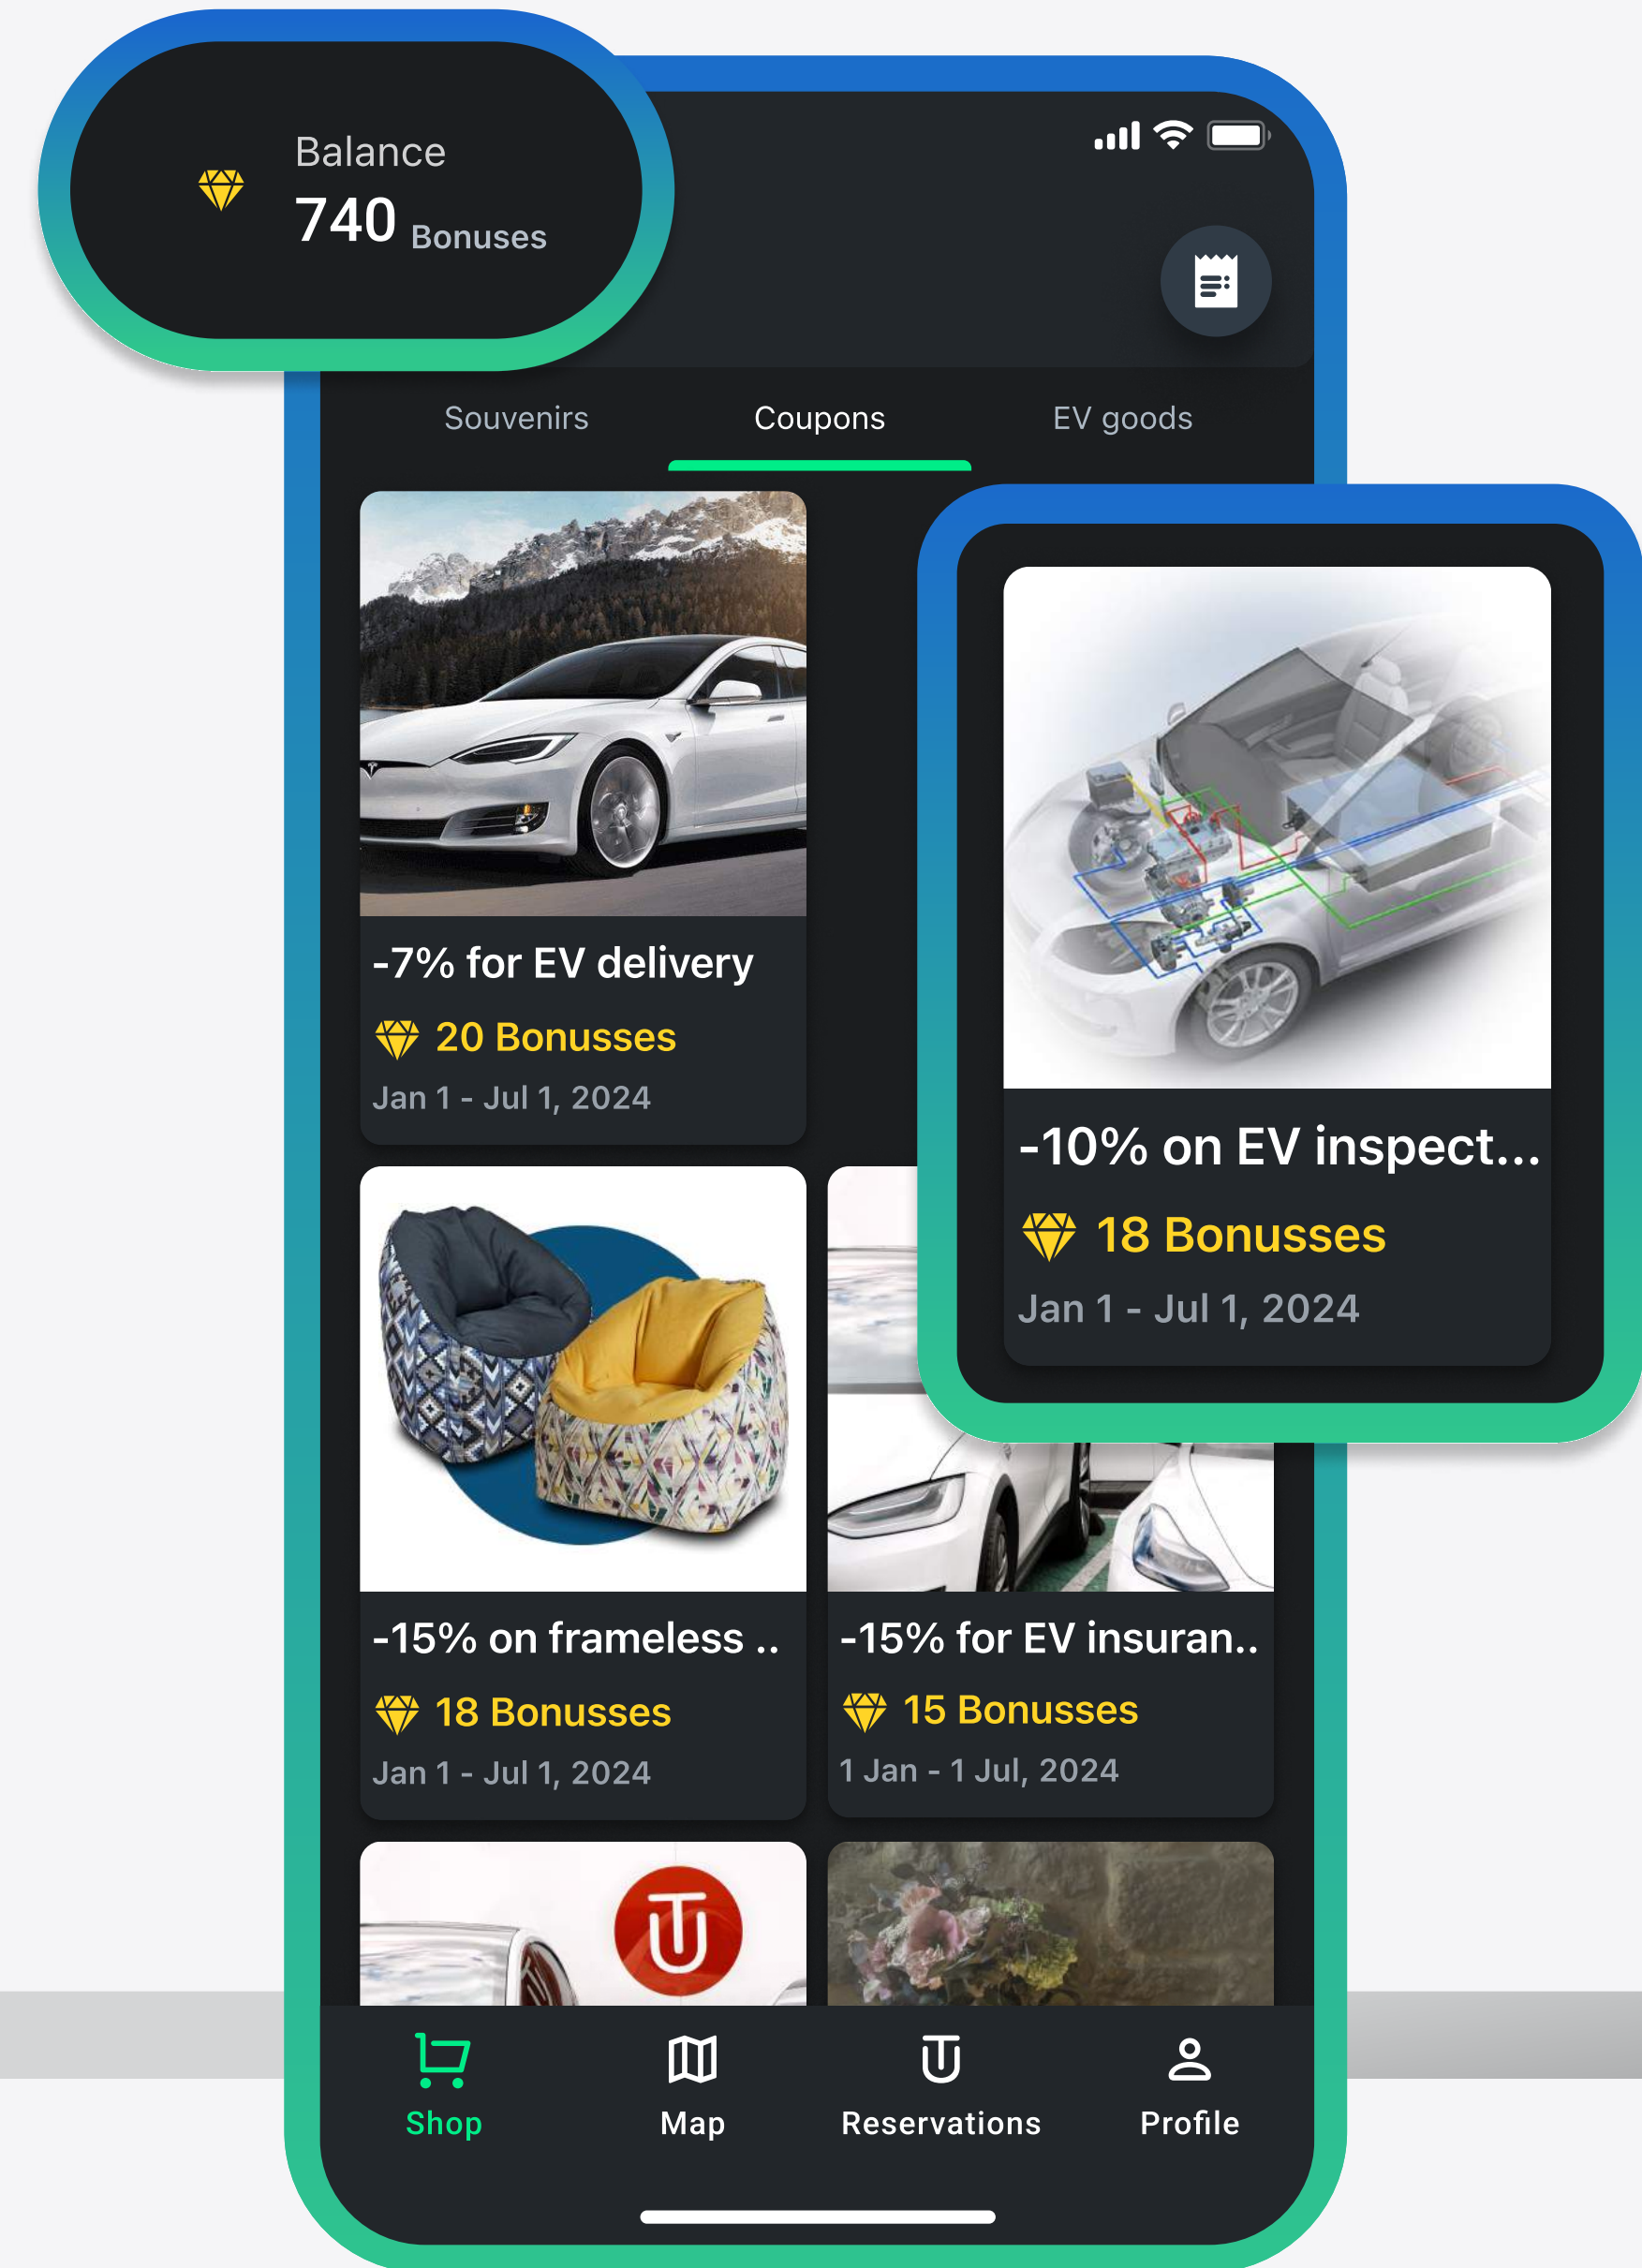 Balance
740 Bonuses
Souvenirs
Coupons
EV goods
-7% for EV delivery
20 Bonusses
Jan 1 - Jul 1, 2024
-10% on EV inspect...
18 Bonusses
Jan 1 - Jul 1, 2024
-15% on frameless ..
18 Bonusses
Jan 1 - Jul 1, 2024
-15% for EV insuran..
15 Bonusses
1 Jan - 1 Jul, 2024
Shop
Map
Reservations
Profile